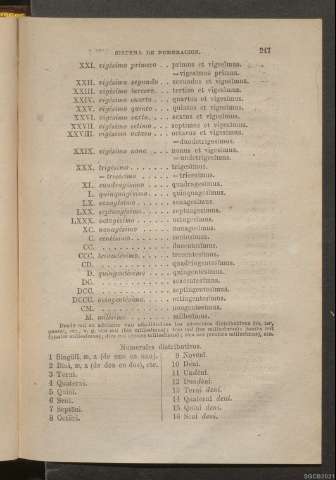 SISTEMA DE NUMERACION. 247
XXI. vigésimo primero . . primus et vigesimus.
=vigesimus primus.
XXII. vigésimo segundo . . secundus et vigesimus.
XXIII. vigésimo tercero. . . tertius et vigesimus.
XXIV. vigésimo cuarto . . . quartus et vigesimus.
XXV. vigésimo quinto . . . quintus et vigesimus.
XXVI. vigésimo sexto. . . . sextus et vigesimus.
XXVII. vigésimo setimo . . . septimus et vigesimus.
XXVIII. vigésimo octavo . . . octavus et vigesimus.
=duodetrigesimus.
XXIX. vigésimo nono . . . nonus et vigesimus.
=undetrigesimus.
XXX. trigésimo . . . . . . . trigesimus.
= . . . . . . . tricesimus.
XL. cuadragésimo . . . . . quadragesimus.
L. quincuagésimo . . . . quinquagesimus.
LX. sexagésimo . . . . . . sexagesimus.
LXX. septuagésimo. . . . . septuagesimus.
LXXX. octogésimo . . . . . . octogesimus.
XC. nonagésimo . . . . . . nonagesimus.
C. centésimo . . . . . . . centesimus.
CC. . . . . . . . . ducentesimus.
CCC. . . . . . trecentesimus.
CD. . . . . . . . . quadringentesimus.
D. . . . . quingentesimus.
DC. . . . . . . . . sexcentesimus.
DCC. . . . . . . . . septingentesimus.
DCCC. . . . . octingentesimus.
CM. . . . . . . . . nongentesimus.
M. milésimo . . . . . . . millesimus.
Numerales distributivos.
1 Singŭli, æ, a (de uno en uno).
2 Bini, æ, a (de dos en dos), etc.
3 Terni.
4 Quaterni.
5 Quini.
6 Seni.
7 Septēni.
8 Octōni.
9 Novēni.
10 Deni.
11 Undēni.
12 Duodēni.
13 Terni deni.
14 Quaterni deni.
15 Quini deni.
16 Seni deni.
SGCB2021